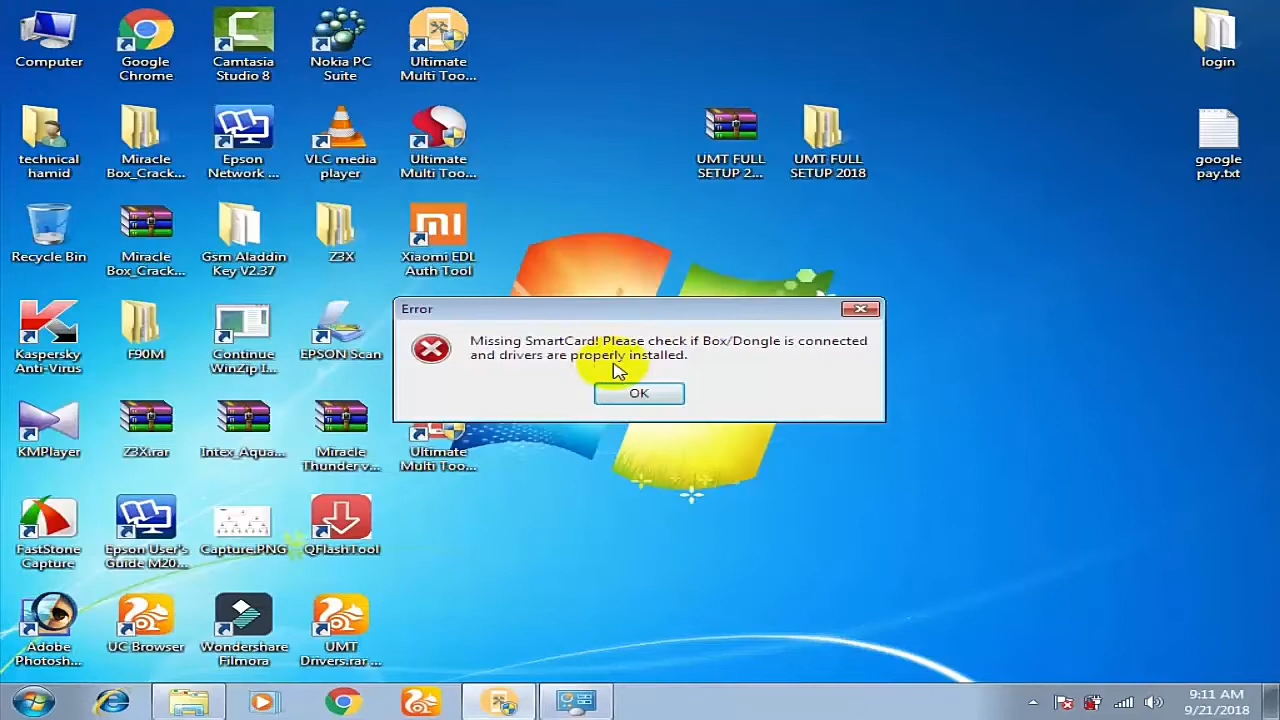 Computer
Google
Chrome
Camtasia
Studio 8
Nokia PC
Suite
Ultimate
Multi Too...
login
technical
hamid
Miracle
Box_Crack...
Epson
Network ...
VLC media
player
Ultimate
Multi Too...
UMT FULL
SETUP 2...
UMT FULL
SETUP 2018
google
pay.txt
Recycle Bin
Miracle
Box_Crack...
Gsm Aladdin
Key V2.37
Z3X
Xiaomi EDL
Auth Tool
Error
Missing SmartCard! Please check if Box/Dongle is connected
and drivers are properly installed.
OK
Kaspersky
Anti-Virus
F90M
Continue
WinZip I...
EPSON Scan
KMPlayer
Z3X.rar
Intex_Aqua...
Miracle
Thunder v...
Ultimate
Multi Too...
FastStone
Capture
Epson User's
Guide M20...
Capture.PNG
QFlashTool
Adobe
Photosh...
UC Browser
Wondershare
Filmora
UMT
Drivers.rar ...
9:11 AM
9/21/2018